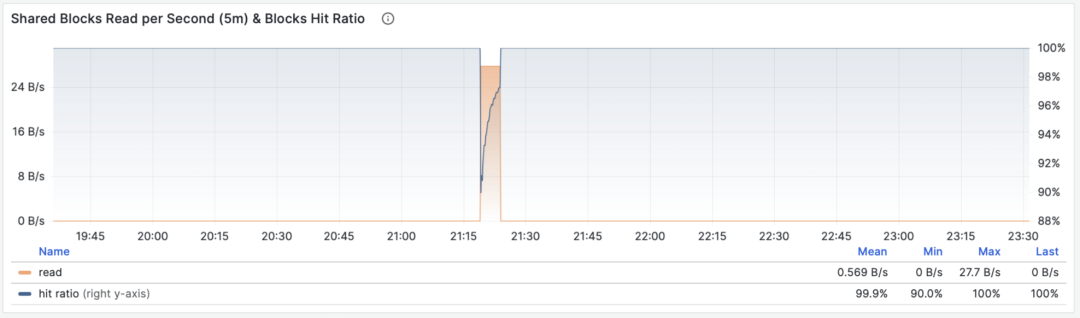 Shared Blocks Read per Second (5m) & Blocks Hit Ratio
100%
24 B/s 98%
96%
16 B/s 94%
92%
8 B/s 90%
0 B/s 88%
19:45 20:00 20:15 20:30 20:45 21:00 21:15 21:30 21:45 22:00 22:15 22:30 22:45 23:00 23:15 23:30
Name Mean Min Max Last
read 0.569 B/s 0 B/s 27.7 B/s 0 B/s
hit ratio (right y-axis) 99.9% 90.0% 100% 100%